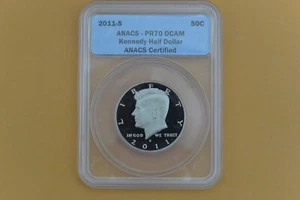 2011-S 50C
ANACS - PR70 DCAM
Kennedy Half Dollar
ANACS Certified
LIBERTY
IN GOD WE TRUST
2011